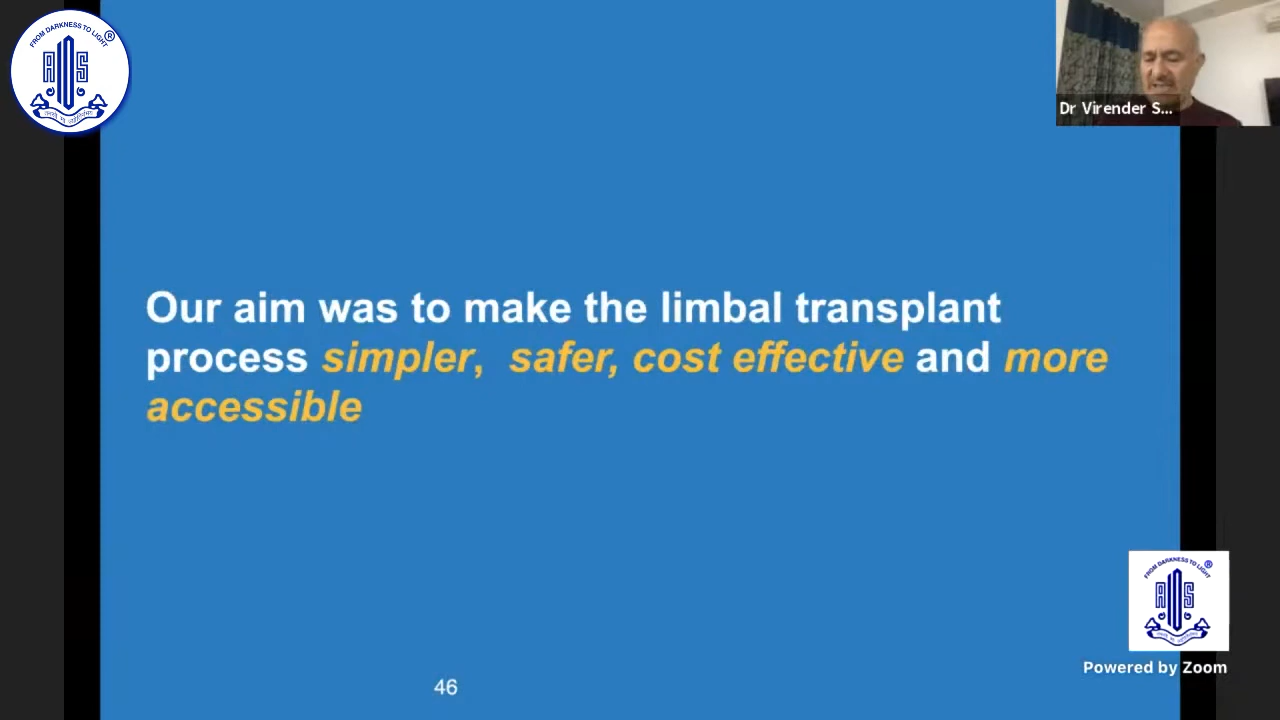 FROM DARKNESS TO LIGHT
®
AIOS
Dr Virender S...
Our aim was to make the limbal transplant
process simpler,  safer, cost effective and more
accessible
FROM DARKNESS TO LIGHT
®
AIOS
Powered by Zoom
46